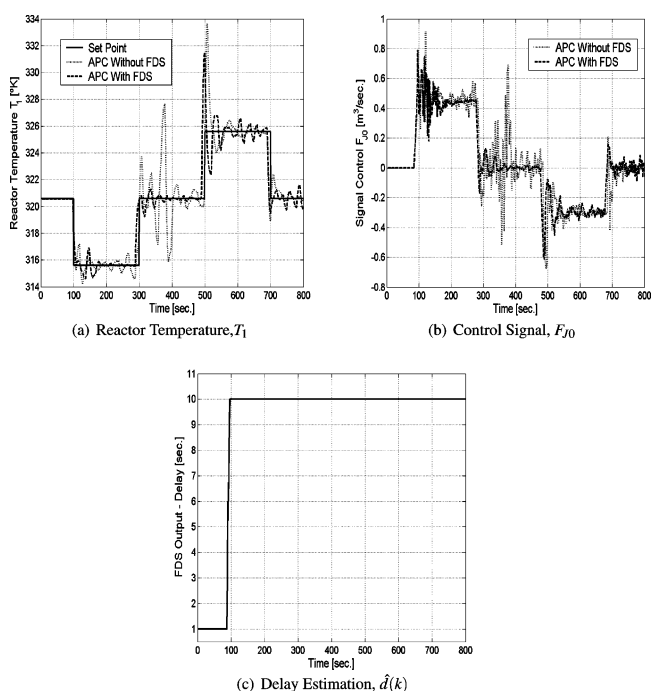 334
332
330
328
326
324
322
320
318
316
314
Reactor Temperature T1 [°K]
Set Point
APC Without FDS
APC With FDS
0 100 200 300 400 500 600 700 800
Time [sec.]
(a) Reactor Temperature,T1
1
0.8
0.6
0.4
0.2
0
-0.2
-0.4
-0.6
-0.8
Signal Control FJ0 [m³/sec.]
APC Without FDS
APC With FDS
0 100 200 300 400 500 600 700 800
Time [sec.]
(b) Control Signal, FJ0
11
10
9
8
7
6
5
4
3
2
1
FDS Output - Delay [sec.]
0 100 200 300 400 500 600 700 800
Time [sec.]
(c) Delay Estimation, d̂(k)